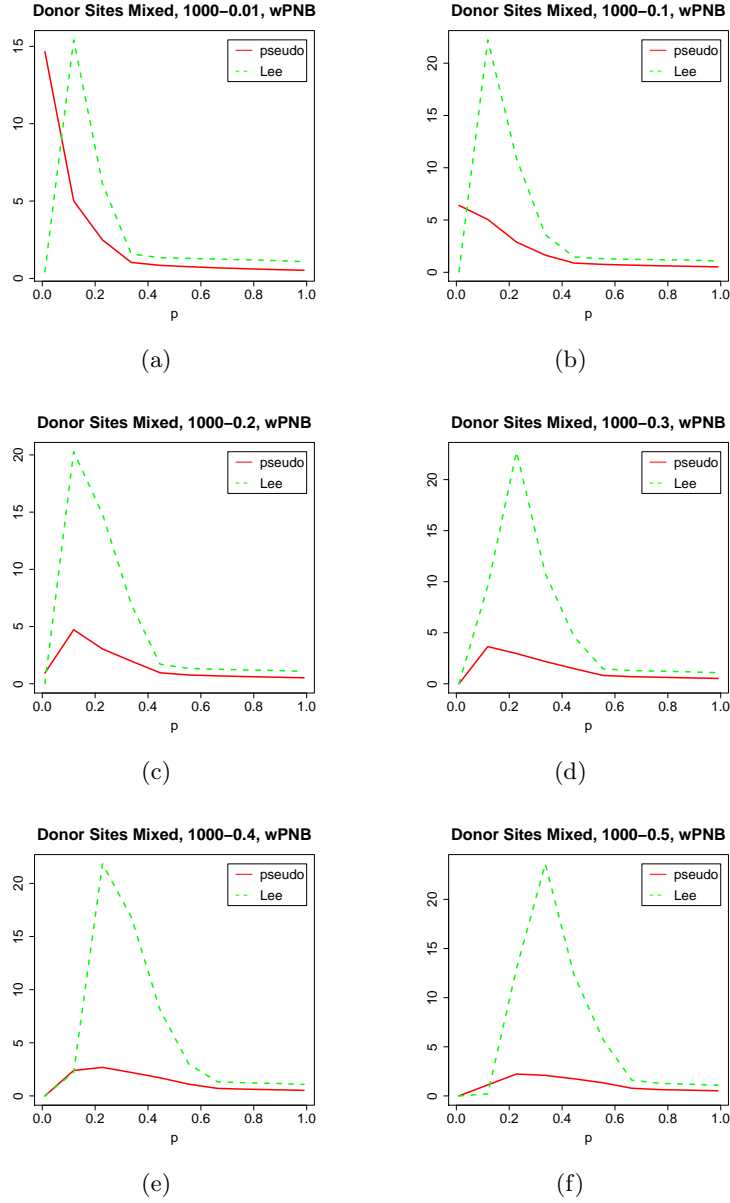 Donor Sites Mixed, 1000−0.01, wPNB
pseudo
Lee
15
10
5
0
0.0 0.2 0.4 0.6 0.8 1.0
p
(a)
Donor Sites Mixed, 1000−0.1, wPNB
pseudo
Lee
20
15
10
5
0
0.0 0.2 0.4 0.6 0.8 1.0
p
(b)
Donor Sites Mixed, 1000−0.2, wPNB
pseudo
Lee
20
15
10
5
0
0.0 0.2 0.4 0.6 0.8 1.0
p
(c)
Donor Sites Mixed, 1000−0.3, wPNB
pseudo
Lee
20
15
10
5
0
0.0 0.2 0.4 0.6 0.8 1.0
p
(d)
Donor Sites Mixed, 1000−0.4, wPNB
pseudo
Lee
20
15
10
5
0
0.0 0.2 0.4 0.6 0.8 1.0
p
(e)
Donor Sites Mixed, 1000−0.5, wPNB
pseudo
Lee
20
15
10
5
0
0.0 0.2 0.4 0.6 0.8 1.0
p
(f)